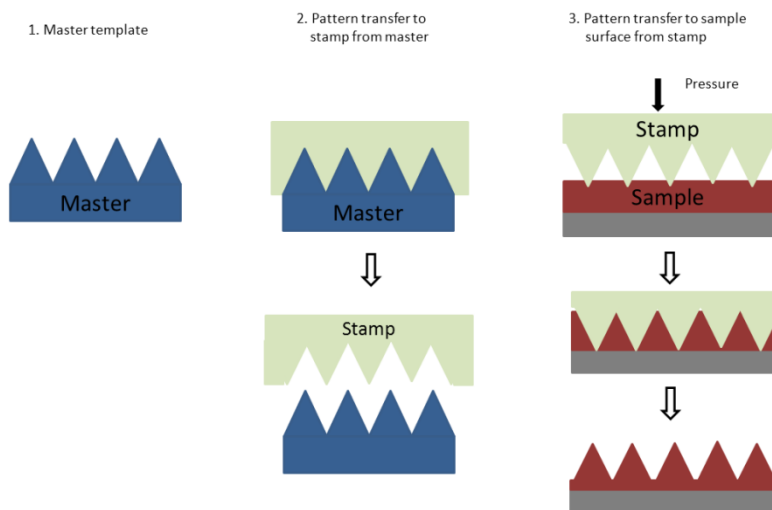 1. Master template
2. Pattern transfer to
stamp from master
3. Pattern transfer to sample
surface from stamp
Pressure
Stamp
Master
Master
Sample
Stamp